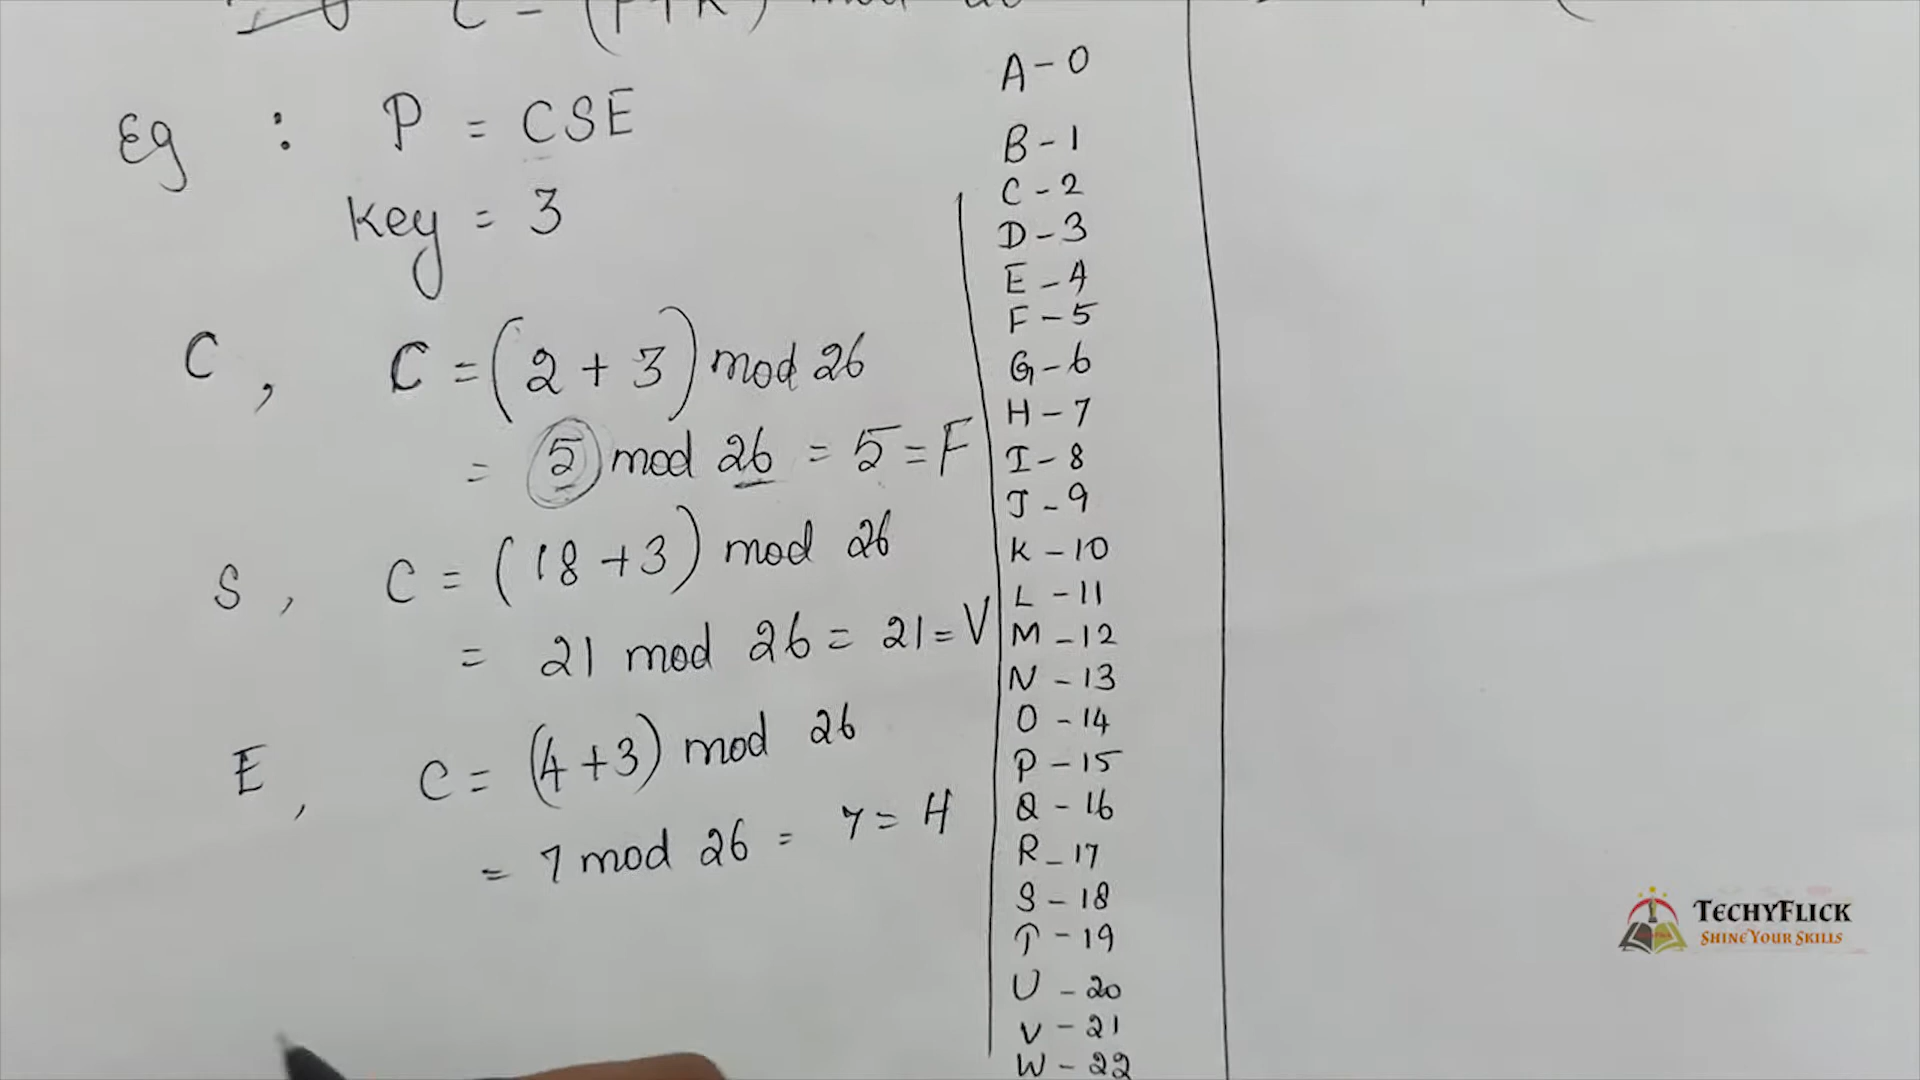 C = (P+K) mod 26
Eg : P = CSE
Key = 3
C, C = (2 + 3) mod 26
= 5 mod 26 = 5 = F
S, C = (18 + 3) mod 26
= 21 mod 26 = 21 = V
E, C = (4 + 3) mod 26
= 7 mod 26 = 7 = H
A - 0
B - 1
C - 2
D - 3
E - 4
F - 5
G - 6
H - 7
I - 8
J - 9
K - 10
L - 11
M - 12
N - 13
O - 14
P - 15
Q - 16
R - 17
S - 18
T - 19
U - 20
V - 21
W - 22
TECHYFLICK
SHINE YOUR SKILLS